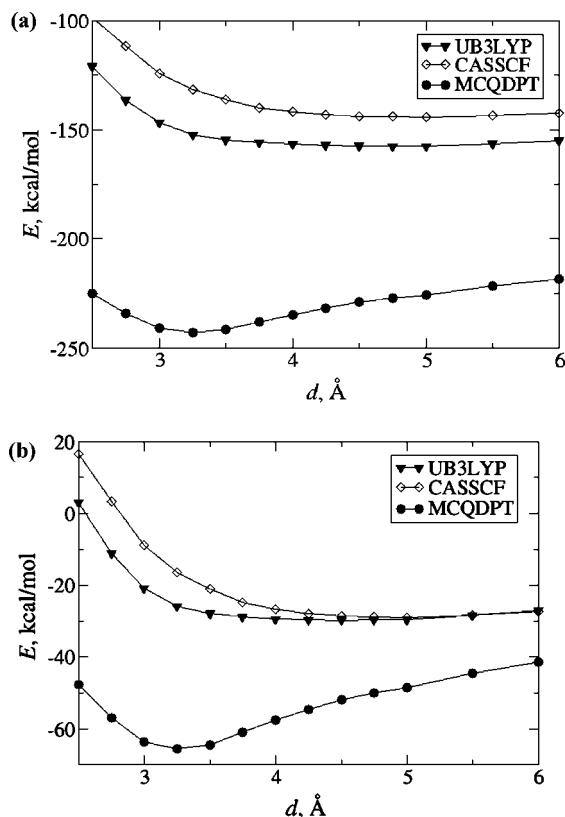 (a)
-100
-150
-200
-250
E, kcal/mol
UB3LYP
CASSCF
MCQDPT
3 4 5 6
d, Å
(b)
20
0
-20
-40
-60
E, kcal/mol
UB3LYP
CASSCF
MCQDPT
3 4 5 6
d, Å